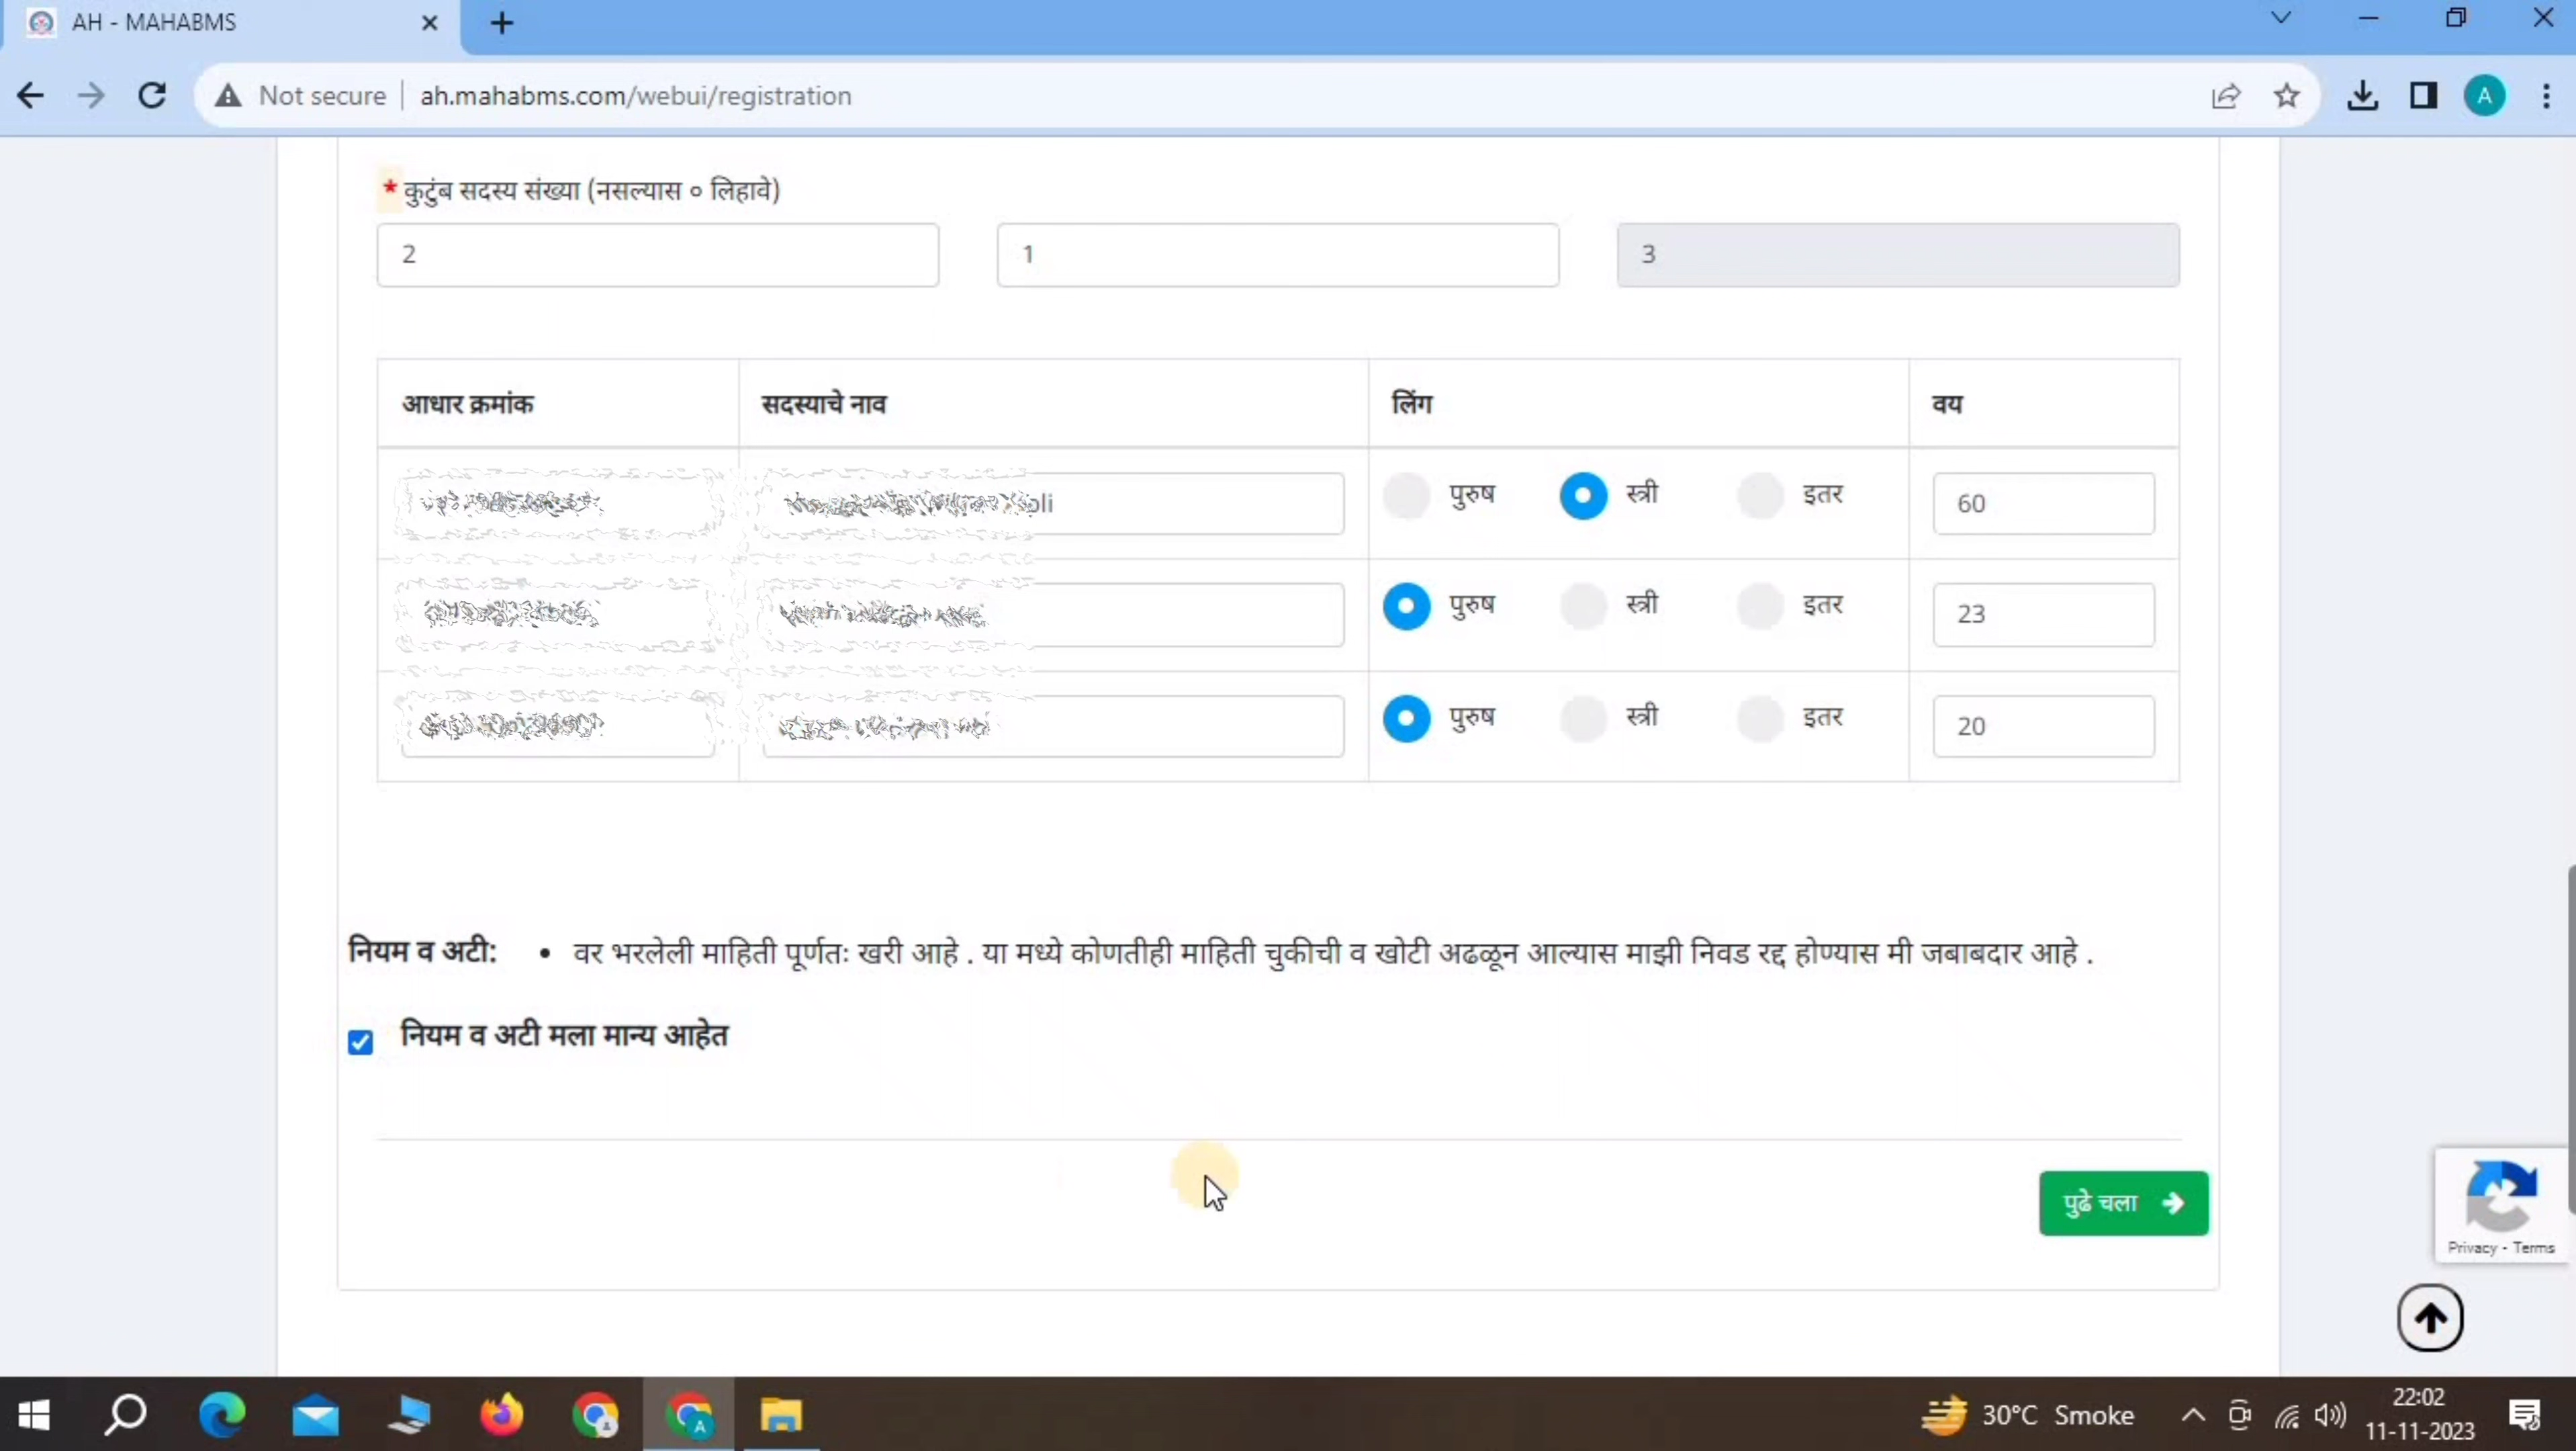 AH - MAHABMS
Not secure ah.mahabms.com/webui/registration
A
* कुटुंब सदस्य संख्या (नसल्यास ० लिहावे)
2 1 3
आधार क्रमांक सदस्याचे नाव लिंग वय
पुरुष स्त्री इतर 60
पुरुष स्त्री इतर 23
पुरुष स्त्री इतर 20
नियम व अटी: • वर भरलेली माहिती पूर्णतः खरी आहे . या मध्ये कोणतीही माहिती चुकीची व खोटी अढळून आल्यास माझी निवड रद्द होण्यास मी जबाबदार आहे .
नियम व अटी मला मान्य आहेत
पुढे चला
Privacy - Terms
A
30°C Smoke
22:02
11-11-2023